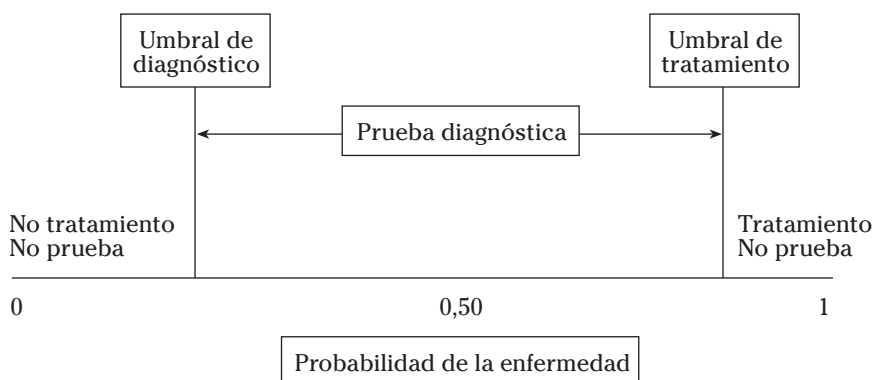 Umbral de
diagnóstico
Umbral de
tratamiento
Prueba diagnóstica
No tratamiento
No prueba
Tratamiento
No prueba
0
0,50
1
Probabilidad de la enfermedad